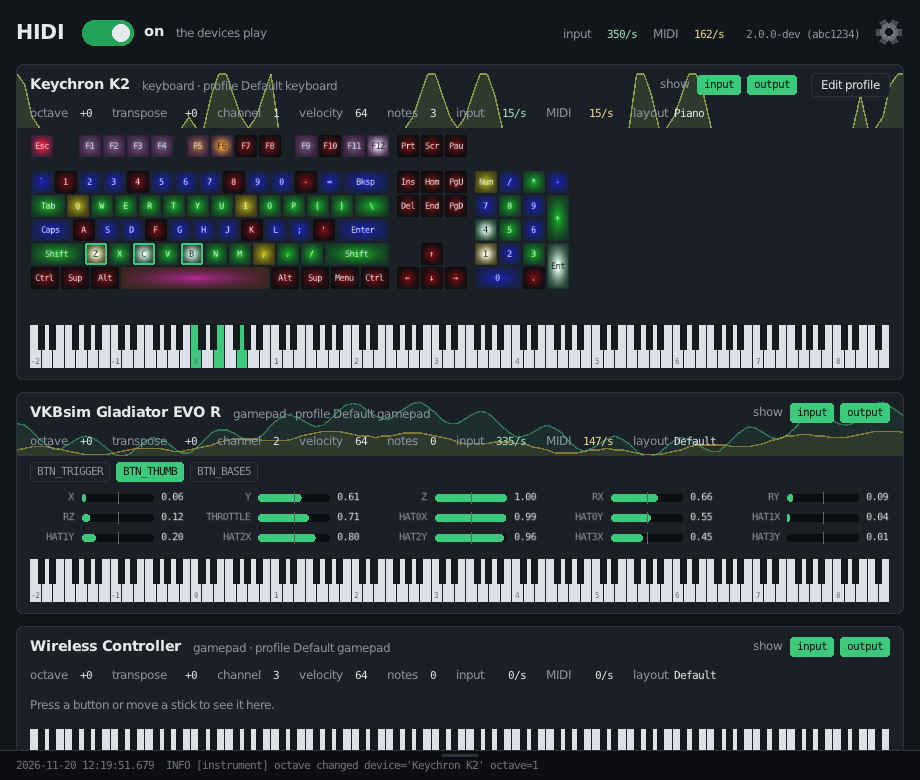 HIDI on the devices play input 350/s MIDI 162/s 2.0.0-dev (abc1234)
Keychron K2 keyboard · profile Default keyboard show input output Edit profile
octave +0 transpose +0 channel 1 velocity 64 notes 3 input 15/s MIDI 15/s layout Piano
Esc F1 F2 F3 F4 F5 F6 F7 F8 F9 F10 F11 F12 Prt Scr Pau
` 1 2 3 4 5 6 7 8 9 0 - = Bksp Ins Hom PgU Num / * -
Tab Q W E R T Y U I O P [ ] \ Del End PgD 7 8 9 +
Caps A S D F G H J K L ; ' Enter 4 5 6
Shift Z X C V B N M , . / Shift ↑ 1 2 3 Ent
Ctrl Sup Alt Alt Sup Menu Ctrl ← ↓ → 0 .
-2 -1 1 2 3 4 5 6 7 8
VKBsim Gladiator EVO R gamepad · profile Default gamepad show input output
octave +0 transpose +0 channel 2 velocity 64 notes 0 input 335/s MIDI 147/s layout Default
BTN_TRIGGER BTN_THUMB BTN_BASE5
X 0.06 Y 0.61 Z 1.00 RX 0.66 RY 0.09
RZ 0.12 THROTTLE 0.71 HAT0X 0.99 HAT0Y 0.55 HAT1X 0.04
HAT1Y 0.20 HAT2X 0.80 HAT2Y 0.96 HAT3X 0.45 HAT3Y 0.01
-2 -1 0 1 2 3 4 5 6 7 8
Wireless Controller gamepad · profile Default gamepad show input output
octave +0 transpose +0 channel 3 velocity 64 notes 0 input 0/s MIDI 0/s layout Default
Press a button or move a stick to see it here.
2026-11-20 12:19:51.679 INFO [instrument] octave changed device='Keychron K2' octave=1